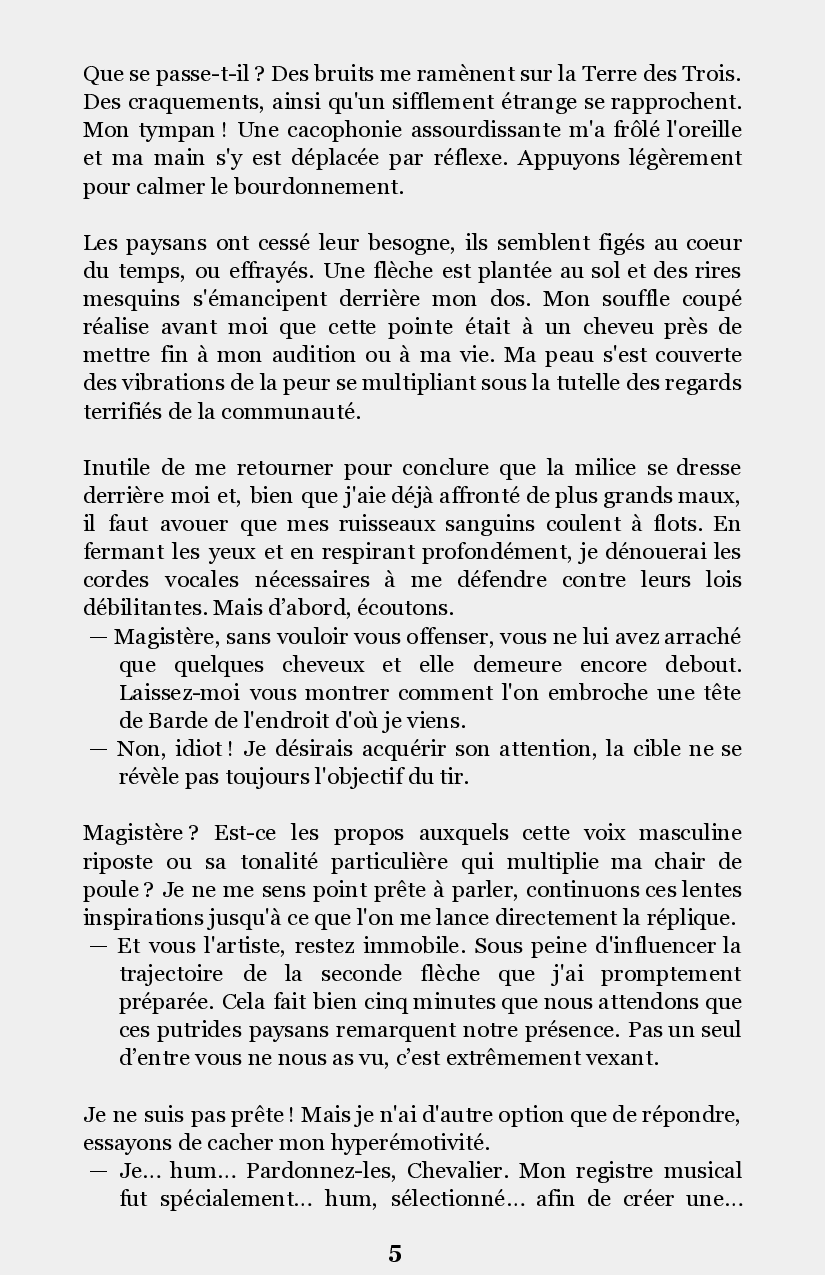 Que se passe-t-il ? Des bruits me ramènent sur la Terre des Trois.
Des craquements, ainsi qu'un sifflement étrange se rapprochent.
Mon tympan ! Une cacophonie assourdissante m'a frôlé l'oreille
et ma main s'y est déplacée par réflexe. Appuyons légèrement
pour calmer le bourdonnement.
Les paysans ont cessé leur besogne, ils semblent figés au coeur
du temps, ou effrayés. Une flèche est plantée au sol et des rires
mesquins s'émancipent derrière mon dos. Mon souffle coupé
réalise avant moi que cette pointe était à un cheveu près de
mettre fin à mon audition ou à ma vie. Ma peau s'est couverte
des vibrations de la peur se multipliant sous la tutelle des regards
terrifiés de la communauté.
Inutile de me retourner pour conclure que la milice se dresse
derrière moi et, bien que j'aie déjà affronté de plus grands maux,
il faut avouer que mes ruisseaux sanguins coulent à flots. En
fermant les yeux et en respirant profondément, je dénouerai les
cordes vocales nécessaires à me défendre contre leurs lois
débilitantes. Mais d’abord, écoutons.
— Magistère, sans vouloir vous offenser, vous ne lui avez arraché
que quelques cheveux et elle demeure encore debout.
Laissez-moi vous montrer comment l'on embroche une tête
de Barde de l'endroit d'où je viens.
— Non, idiot ! Je désirais acquérir son attention, la cible ne se
révèle pas toujours l'objectif du tir.
Magistère ? Est-ce les propos auxquels cette voix masculine
riposte ou sa tonalité particulière qui multiplie ma chair de
poule ? Je ne me sens point prête à parler, continuons ces lentes
inspirations jusqu'à ce que l'on me lance directement la réplique.
— Et vous l'artiste, restez immobile. Sous peine d'influencer la
trajectoire de la seconde flèche que j'ai promptement
préparée. Cela fait bien cinq minutes que nous attendons que
ces putrides paysans remarquent notre présence. Pas un seul
d’entre vous ne nous as vu, c’est extrêmement vexant.
Je ne suis pas prête ! Mais je n'ai d'autre option que de répondre,
essayons de cacher mon hyperémotivité.
— Je... hum... Pardonnez-les, Chevalier. Mon registre musical
fut spécialement... hum, sélectionné... afin de créer une...
5